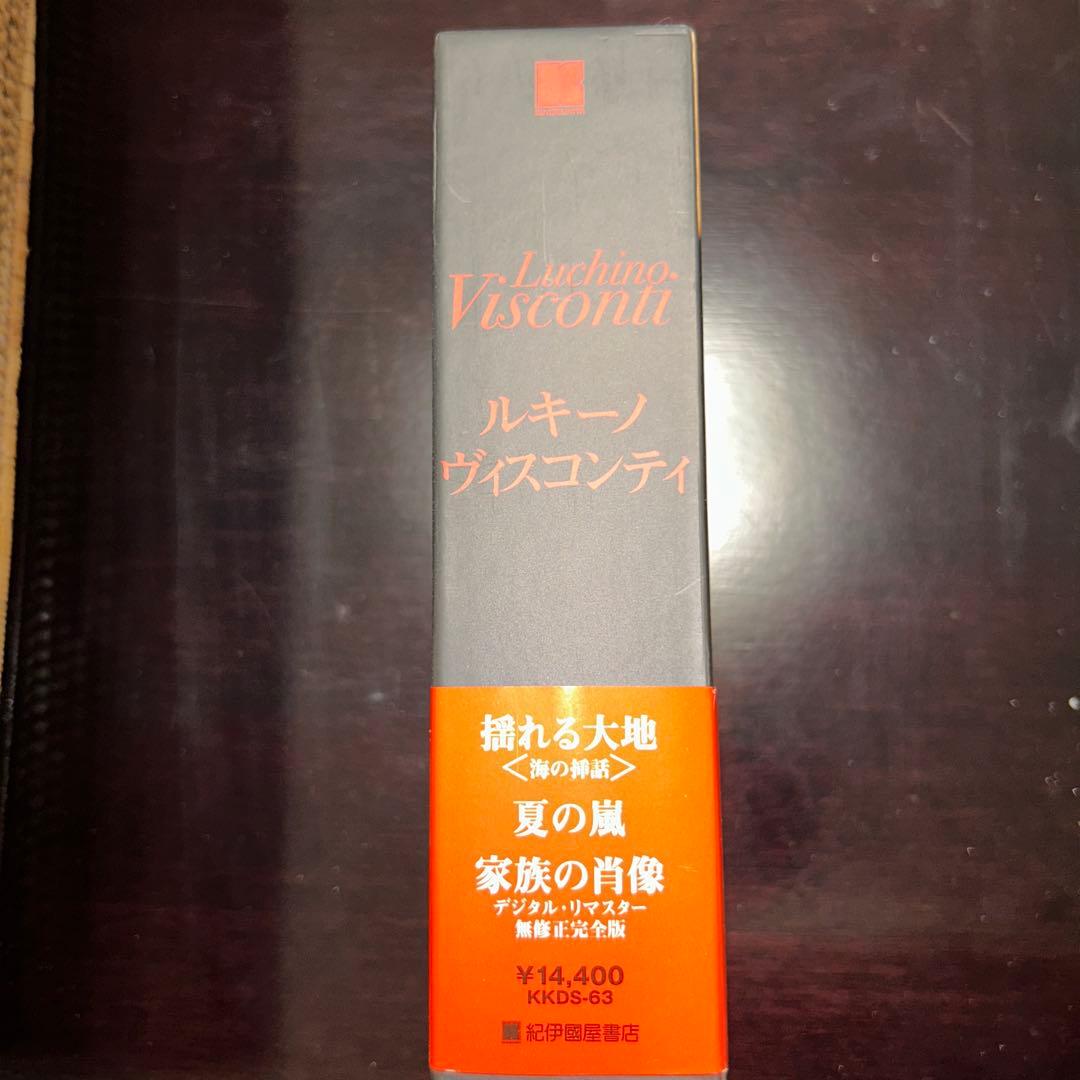 Luchino
Visconti
ルキーノ
ヴィスコンティ
揺れる大地
<海の挿話>
夏の嵐
家族の肖像
デジタル・リマスター
無修正完全版
¥14,400
KKDS-63
紀伊國屋書店